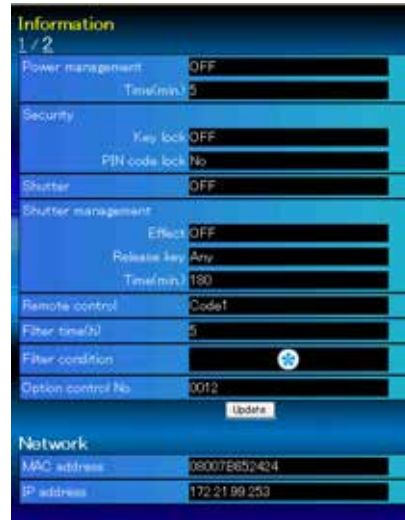 Information
1/2
Power management OFF
Time(min.) 5
Security
Key lock OFF
PIN code lock No
Shutter OFF
Shutter management
Effect OFF
Release key Any
Time(min.) 180
Remote control Code1
Filter time(h) 5
Filter condition
Option control No. 0012
Update
Network
MAC address 08007B652424
IP address 172.21.99.253